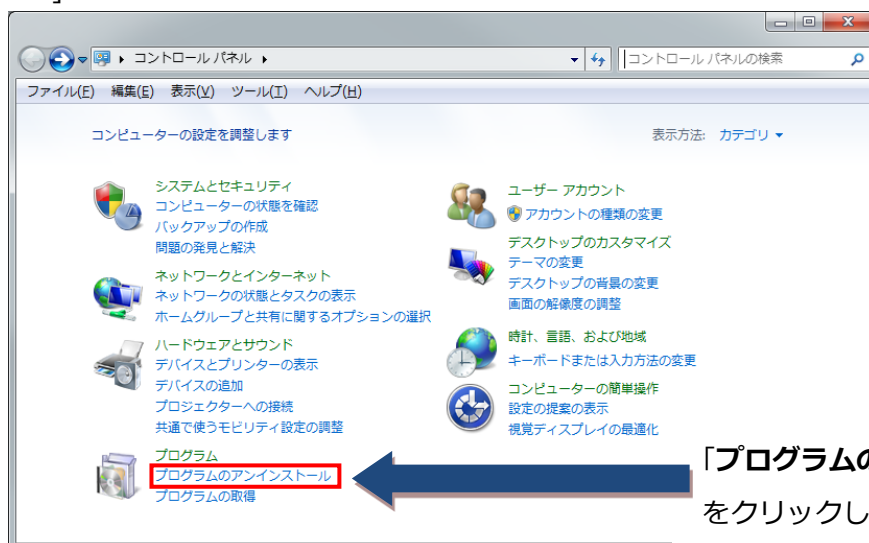 コントロール パネル
コントロール パネルの検索
ファイル(F) 編集(E) 表示(V) ツール(T) ヘルプ(H)
コンピューターの設定を調整します
表示方法: カテゴリ
システムとセキュリティ
コンピューターの状態を確認
バックアップの作成
問題の発見と解決
ネットワークとインターネット
ネットワークの状態とタスクの表示
ホームグループと共有に関するオプションの選択
ハードウェアとサウンド
デバイスとプリンターの表示
デバイスの追加
プロジェクターへの接続
共通で使うモビリティ設定の調整
プログラム
プログラムのアンインストール
プログラムの取得
ユーザー アカウント
アカウントの種類の変更
デスクトップのカスタマイズ
テーマの変更
デスクトップの背景の変更
画面の解像度の調整
時計、言語、および地域
キーボードまたは入力方法の変更
コンピューターの簡単操作
設定の提案の表示
視覚ディスプレイの最適化
「プログラムの
をクリックし